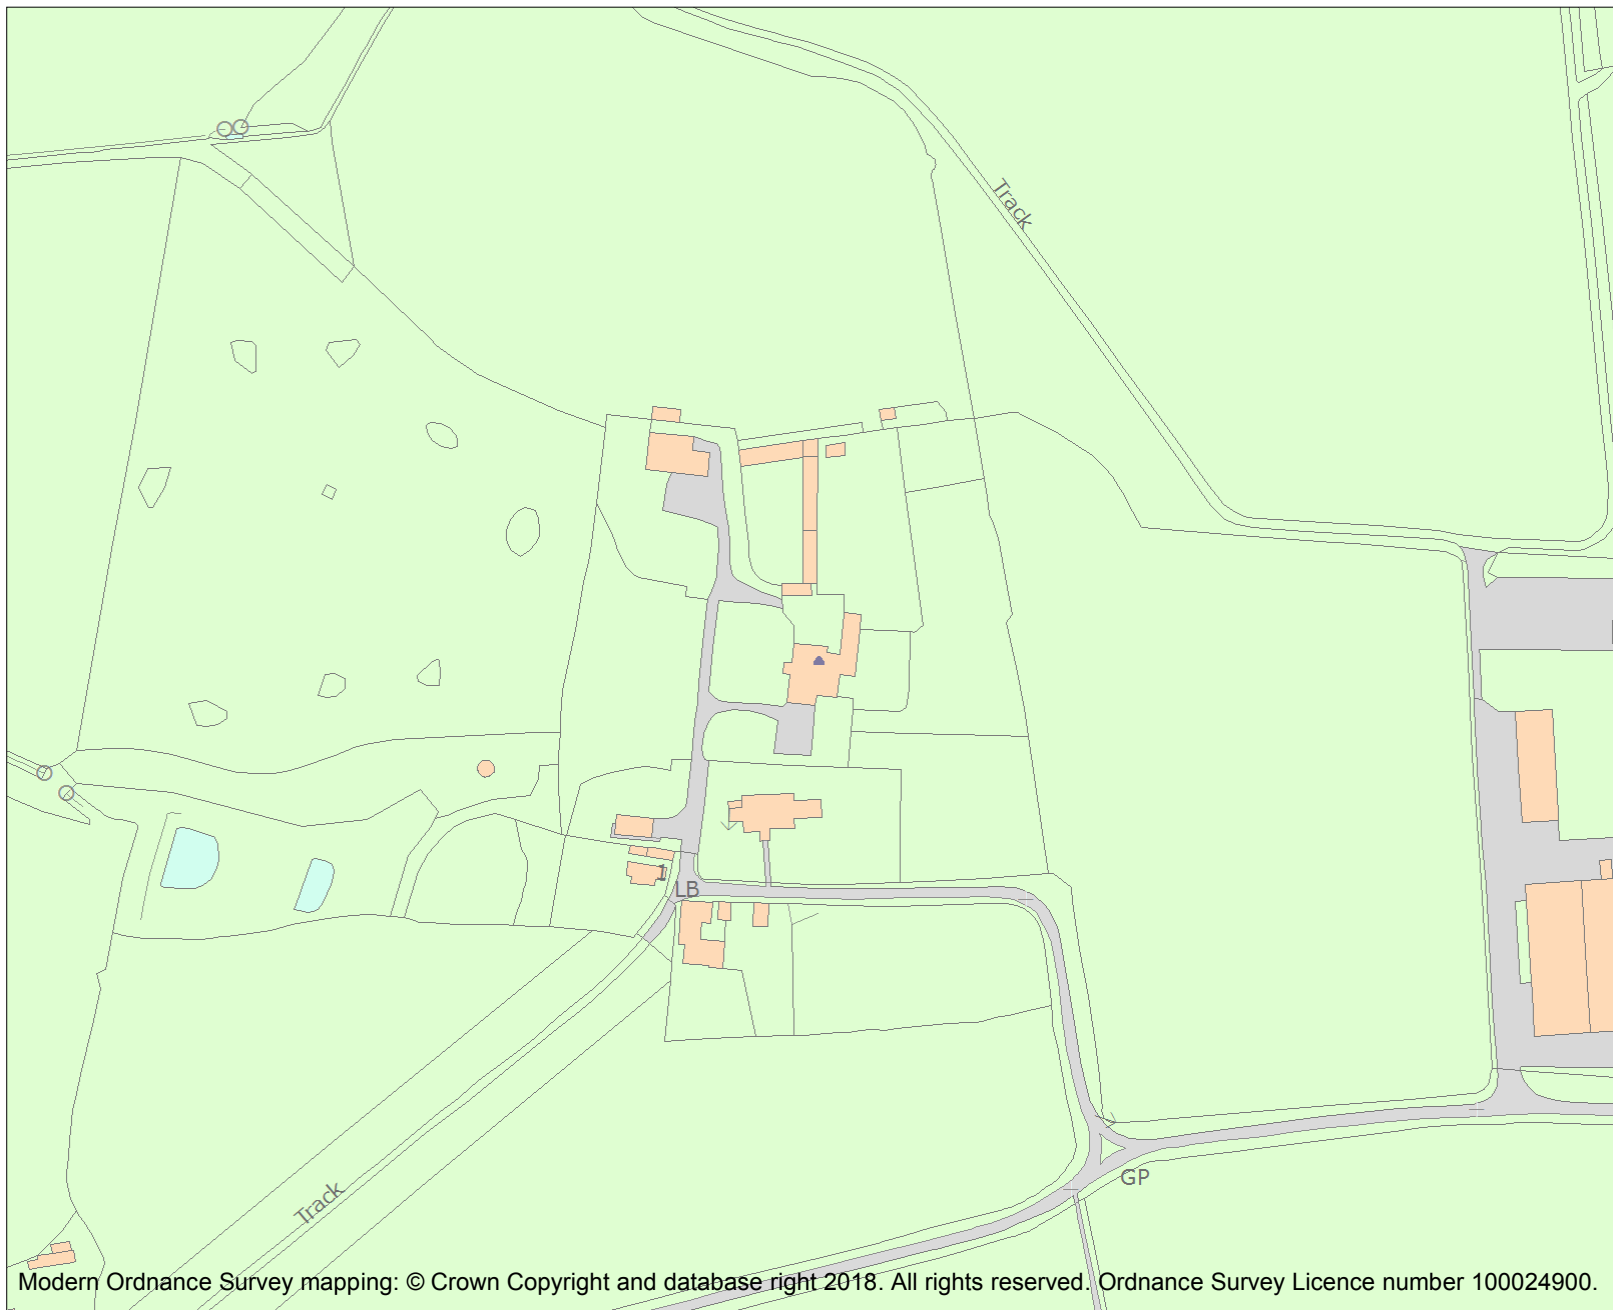 Track
1
LB
GP
Track
Modern Ordnance Survey mapping: © Crown Copyright and database right 2018. All rights reserved. Ordnance Survey Licence number 100024900.